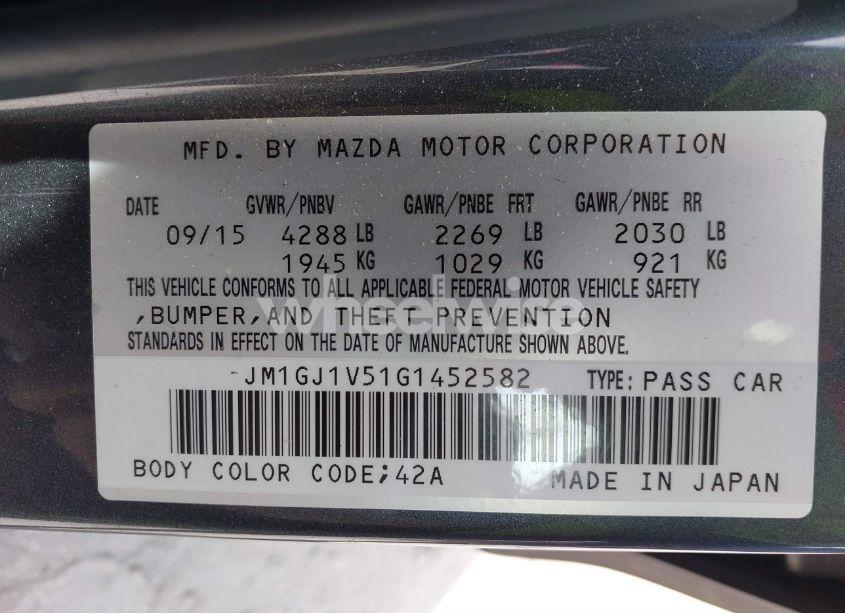 MFD. BY MAZDA MOTOR CORPORATION
DATE GVWR/PNBV GAWR/PNBE FRT GAWR/PNBE RR
09/15 4288 LB 2269 LB 2030 LB
1945 KG 1029 KG 921 KG
THIS VEHICLE CONFORMS TO ALL APPLICABLE FEDERAL MOTOR VEHICLE SAFETY
,BUMPER,AND THEFT PREVENTION
STANDARDS IN EFFECT ON THE DATE OF MANUFACTURE SHOWN ABOVE.
JM1GJ1V51G1452582 TYPE: PASS CAR
BODY COLOR CODE;42A MADE IN JAPAN
wheelwire